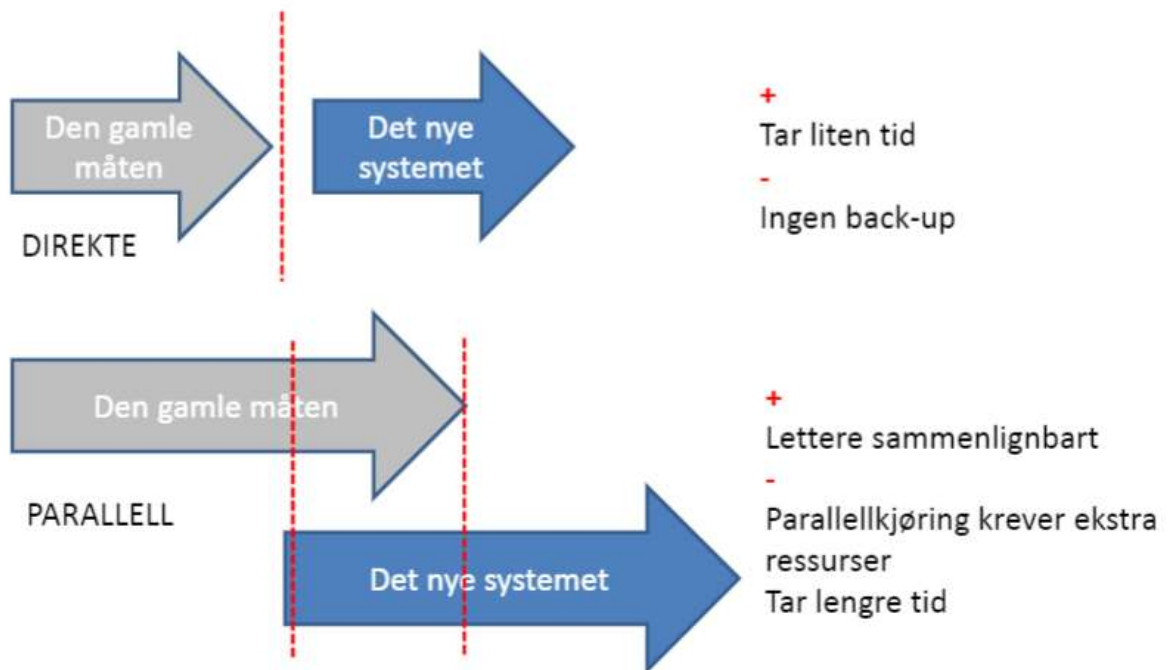 Den gamle
måten
Det nye
systemet
DIREKTE
+
Tar liten tid
-
Ingen back-up
Den gamle måten
PARALLELL
Det nye systemet
+
Lettere sammenlignbart
-
Parallellkjøring krever ekstra
ressurser
Tar lengre tid